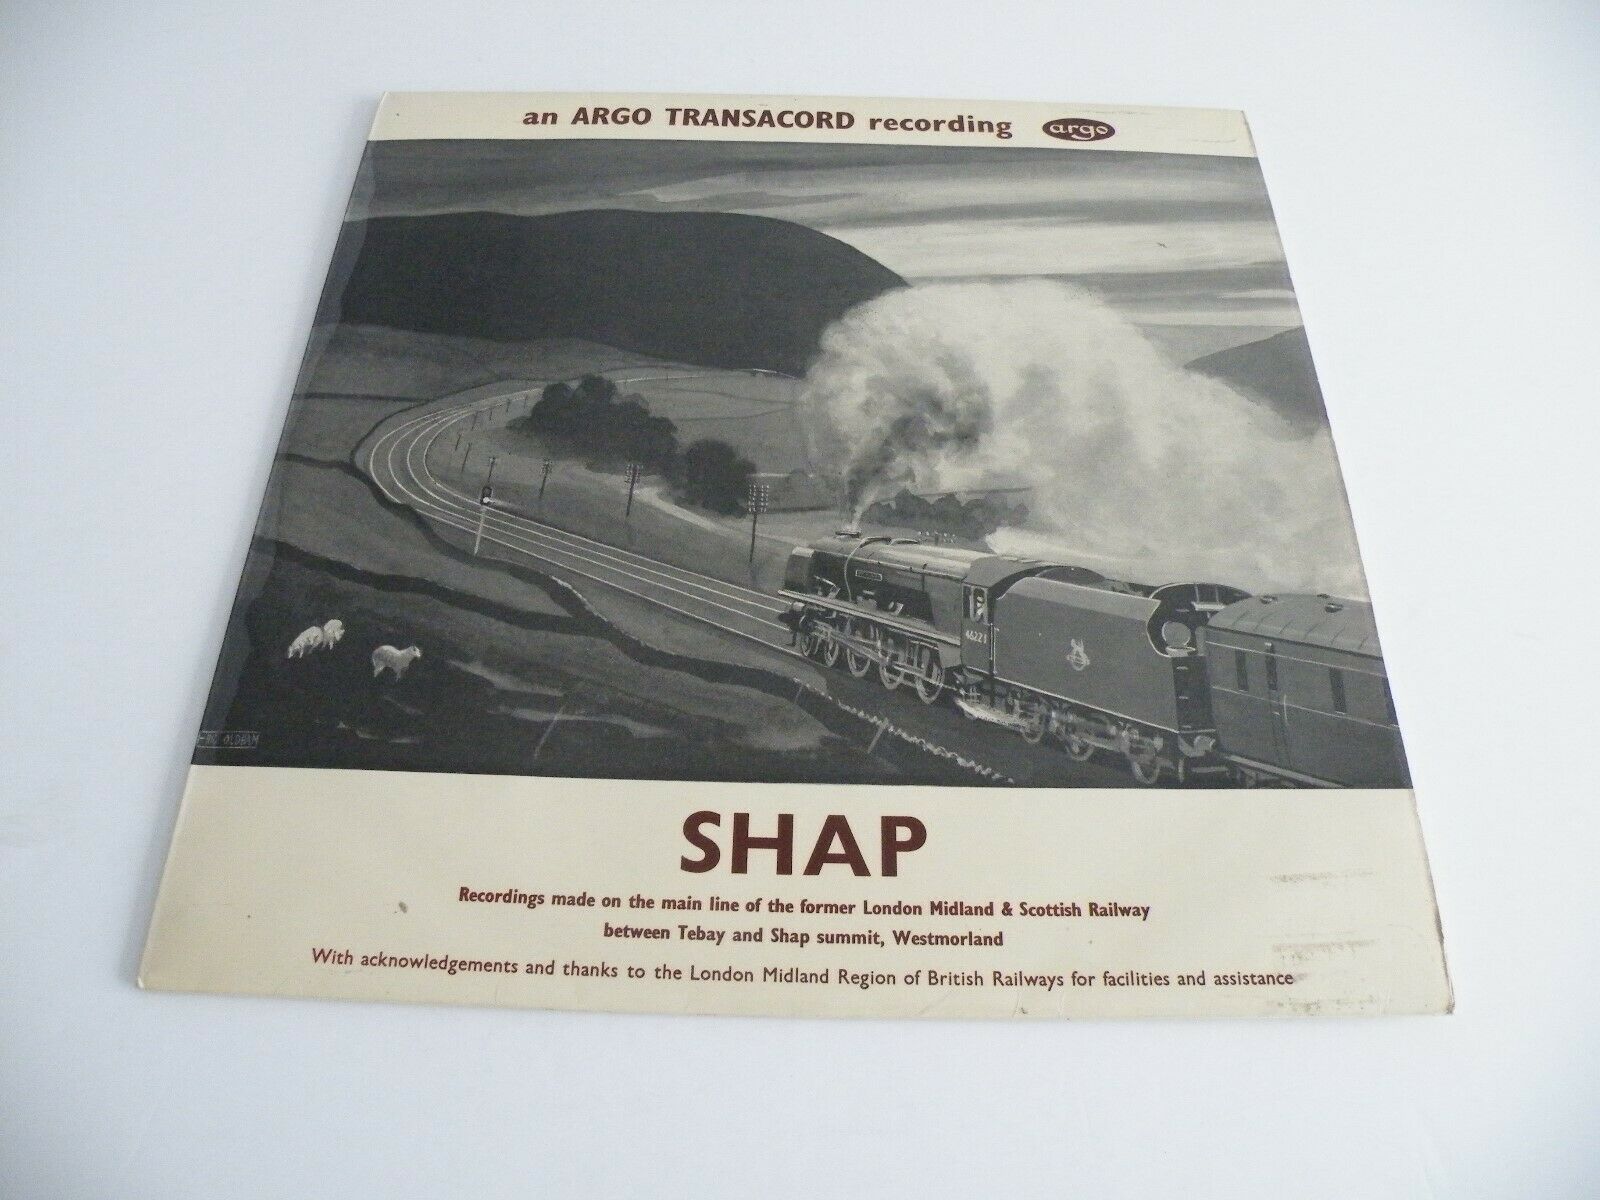 an ARGO TRANSACORD recording argo
46221
OLDHAM
SHAP
Recordings made on the main line of the former London Midland & Scottish Railway
between Tebay and Shap summit, Westmorland
With acknowledgements and thanks to the London Midland Region of British Railways for facilities and assistance